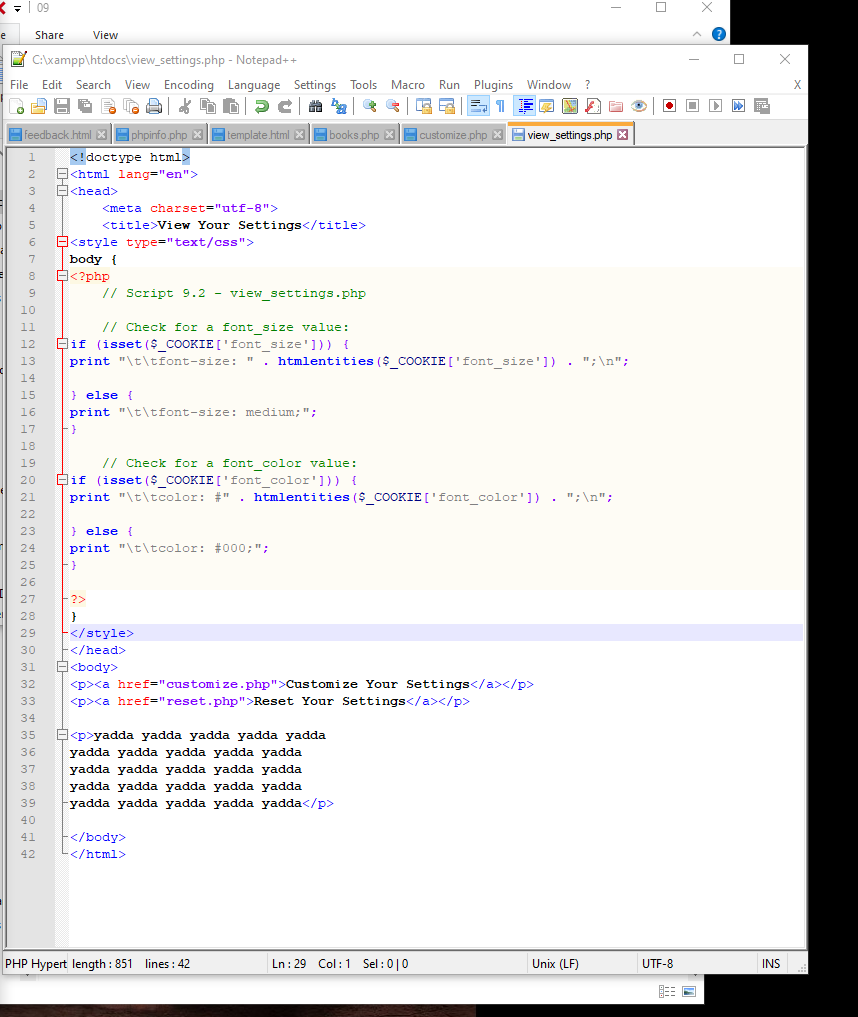 09
Share View
C:\xampp\htdocs\view_settings.php - Notepad++
File Edit Search View Encoding Language Settings Tools Macro Run Plugins Window ? X
feedback.html phpinfo.php template.html books.php customize.php view_settings.php
1 <!doctype html>
2 <html lang="en">
3 <head>
4 <meta charset="utf-8">
5 <title>View Your Settings</title>
6 <style type="text/css">
7 body {
8 <?php
9 // Script 9.2 - view_settings.php
10
11 // Check for a font_size value:
12 if (isset($_COOKIE['font_size'])) {
13 print "\t\tfont-size: " . htmlentities($_COOKIE['font_size']) . ";\n";
14
15 } else {
16 print "\t\tfont-size: medium;";
17 }
18
19 // Check for a font_color value:
20 if (isset($_COOKIE['font_color'])) {
21 print "\t\tcolor: #" . htmlentities($_COOKIE['font_color']) . ";\n";
22
23 } else {
24 print "\t\tcolor: #000;";
25 }
26
27 ?>
28 }
29 </style>
30 </head>
31 <body>
32 <p><a href="customize.php">Customize Your Settings</a></p>
33 <p><a href="reset.php">Reset Your Settings</a></p>
34
35 <p>yadda yadda yadda yadda yadda
36 yadda yadda yadda yadda yadda
37 yadda yadda yadda yadda yadda
38 yadda yadda yadda yadda yadda
39 yadda yadda yadda yadda yadda</p>
40
41 </body>
42 </html>
PHP Hypert length : 851 lines : 42 Ln : 29 Col : 1 Sel : 0 | 0 Unix (LF) UTF-8 INS